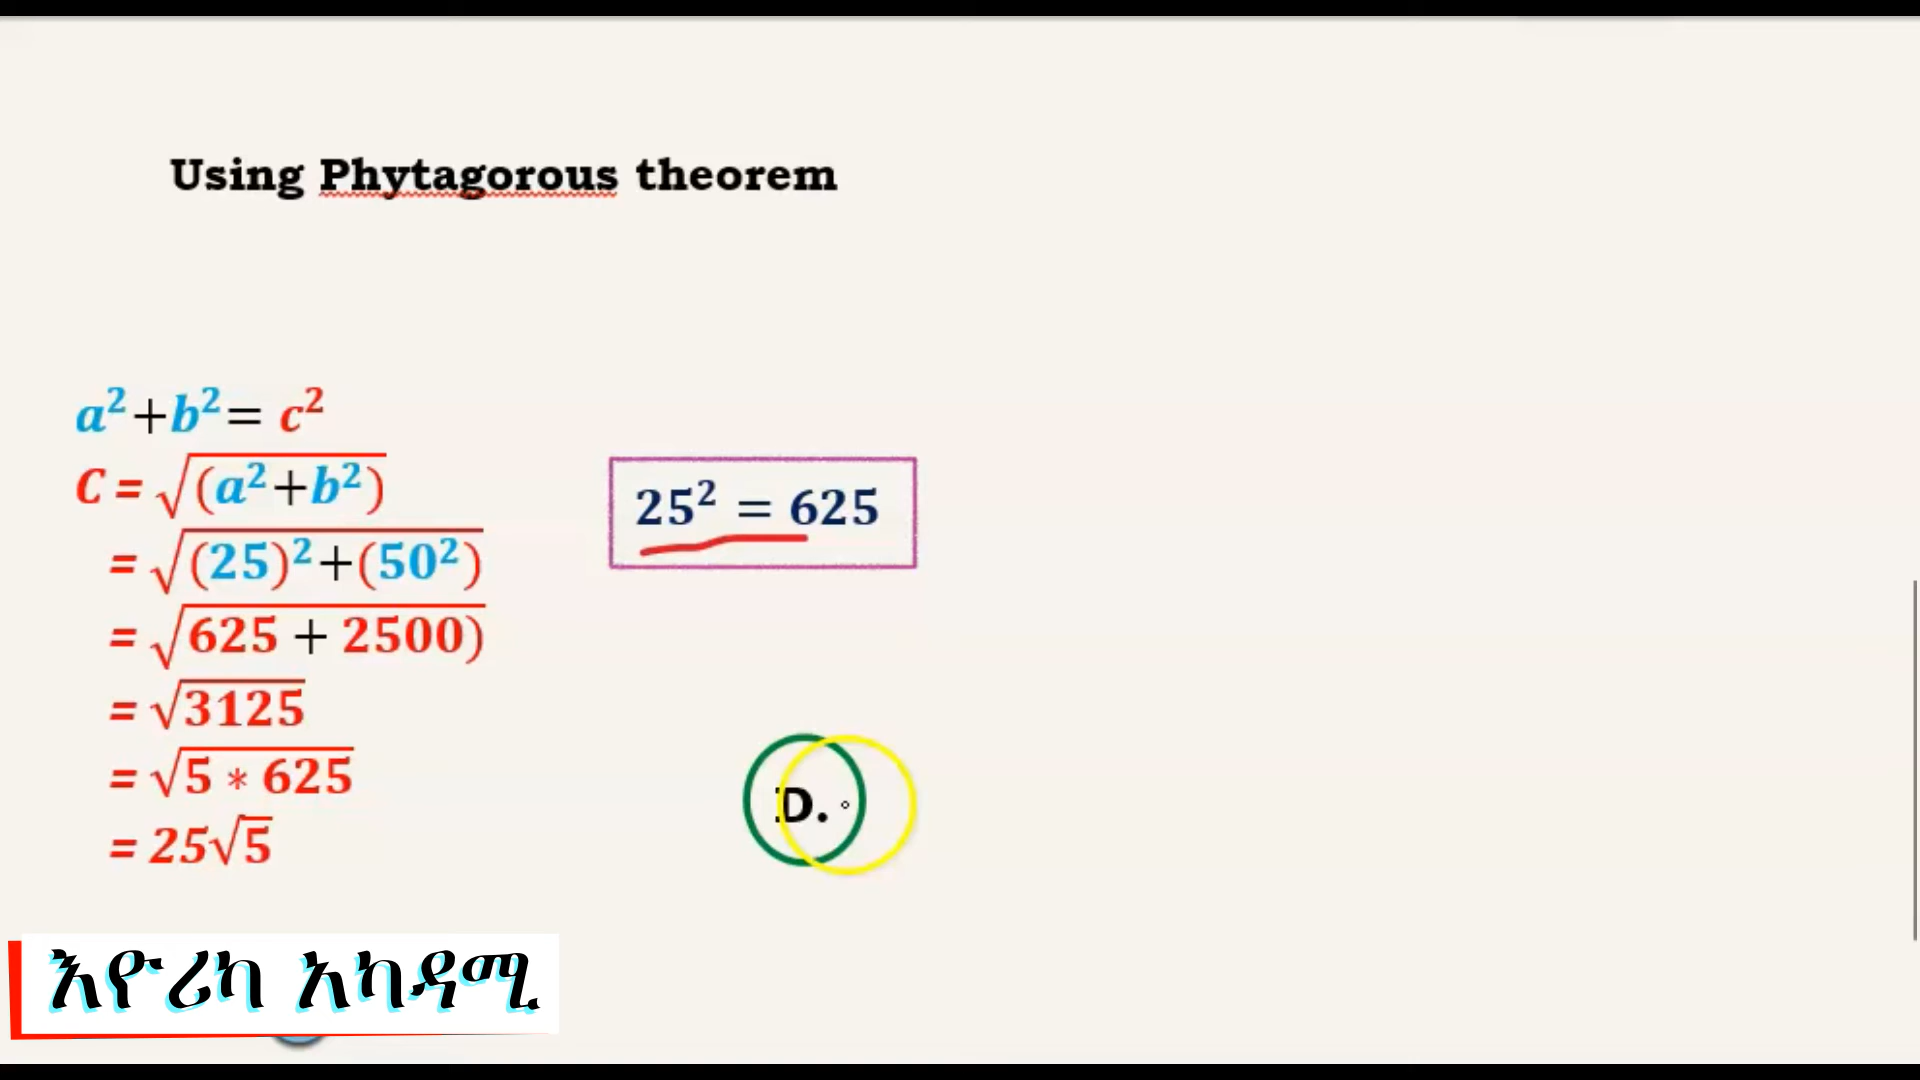 Using Phytagorous theorem
a²+b²= c²
C = √(a²+b²)
= √(25)²+(50²)
25² = 625
= √625 + 2500)
= √3125
= √5 * 625
D.
= 25√5
እዮሪካ አካዳሚ